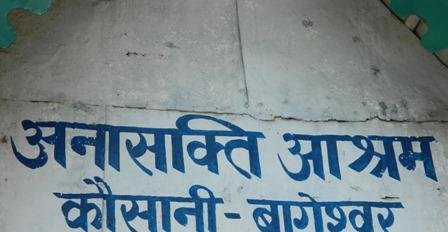 अनासक्ति आश्रम
कौसानी - बागेश्वर